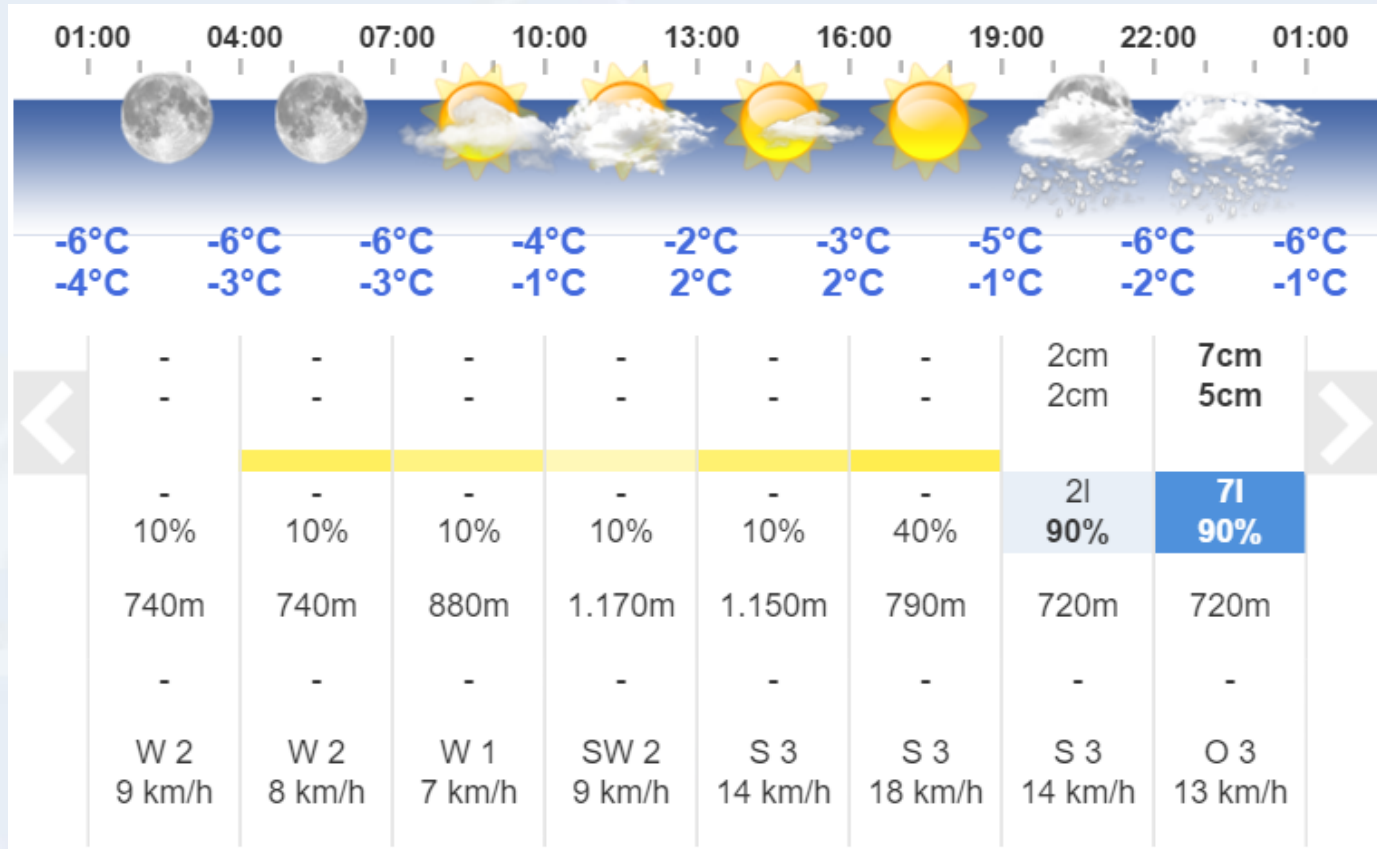 01:00 04:00 07:00 10:00 13:00 16:00 19:00 22:00 01:00
-6°C -6°C -6°C -4°C -2°C -3°C -5°C -6°C -6°C
-4°C -3°C -3°C -1°C 2°C 2°C -1°C -2°C -1°C
- - - - - - 2cm 7cm
- - - - - - 2cm 5cm
- - - - - - 2l 7l
10% 10% 10% 10% 10% 40% 90% 90%
740m 740m 880m 1.170m 1.150m 790m 720m 720m
- - - - - - - -
W 2 W 2 W 1 SW 2 S 3 S 3 S 3 O 3
9 km/h 8 km/h 7 km/h 9 km/h 14 km/h 18 km/h 14 km/h 13 km/h